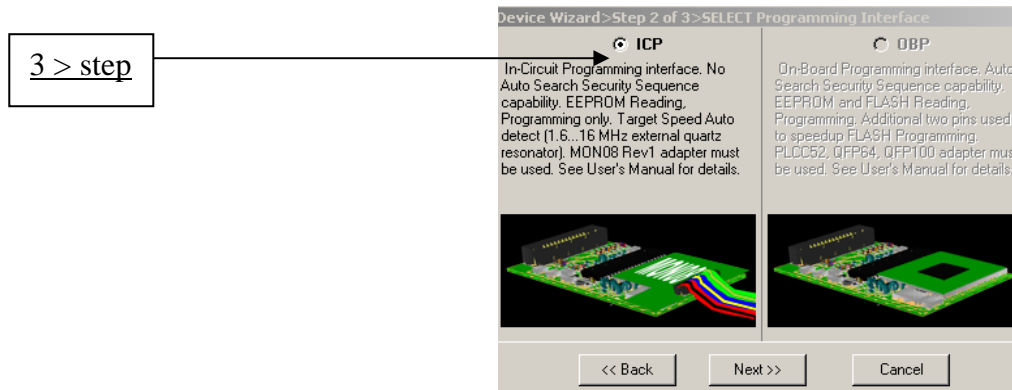 Device Wizard>Step 2 of 3>SELECT Programming Interface
3 > step
ICP
In-Circuit Programming interface. No
Auto Search Security Sequence
capability. EEPROM Reading,
Programming only. Target Speed Auto
detect (1.6...16 MHz external quartz
resonator). MON08 Rev1 adapter must
be used. See User's Manual for details.
OBP
On-Board Programming interface. Auto
Search Security Sequence capability.
EEPROM and FLASH Reading,
Programming. Additional two pins used
to speedup FLASH Programming.
PLCC52, QFP64, QFP100 adapter mus
be used. See User's Manual for details.
<< Back
Next >>
Cancel